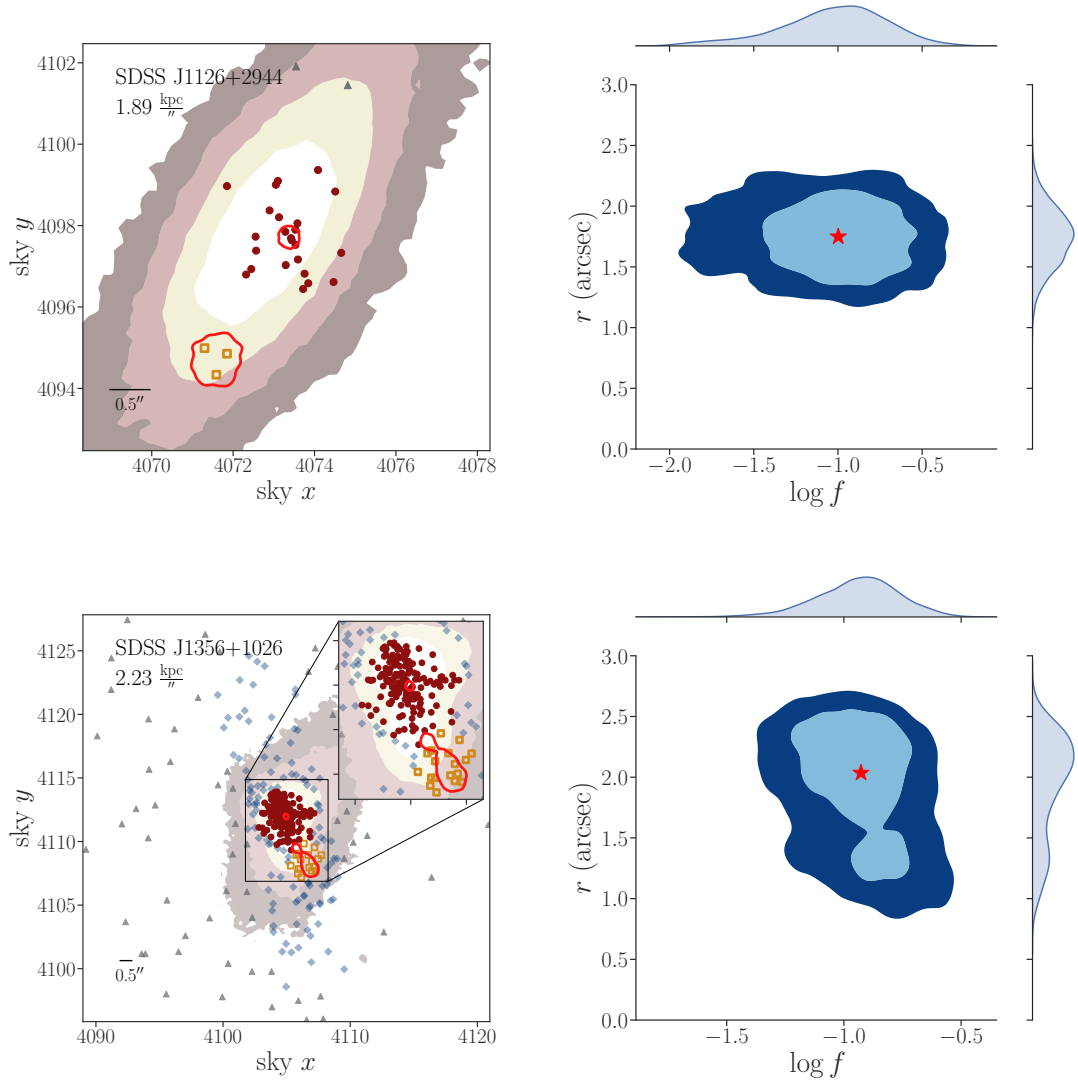 SDSS J1126+2944
1.89 kpc/″
4102
4100
4098
4096
4094
sky y
0.5″
4070 4072 4074 4076 4078
sky x
3.0
2.5
2.0
1.5
1.0
0.5
0.0
r (arcsec)
−2.0 −1.5 −1.0 −0.5
log f
SDSS J1356+1026
2.23 kpc/″
4125
4120
4115
4110
4105
4100
sky y
0.5″
4090 4100 4110 4120
sky x
3.0
2.5
2.0
1.5
1.0
0.5
0.0
r (arcsec)
−1.5 −1.0 −0.5
log f